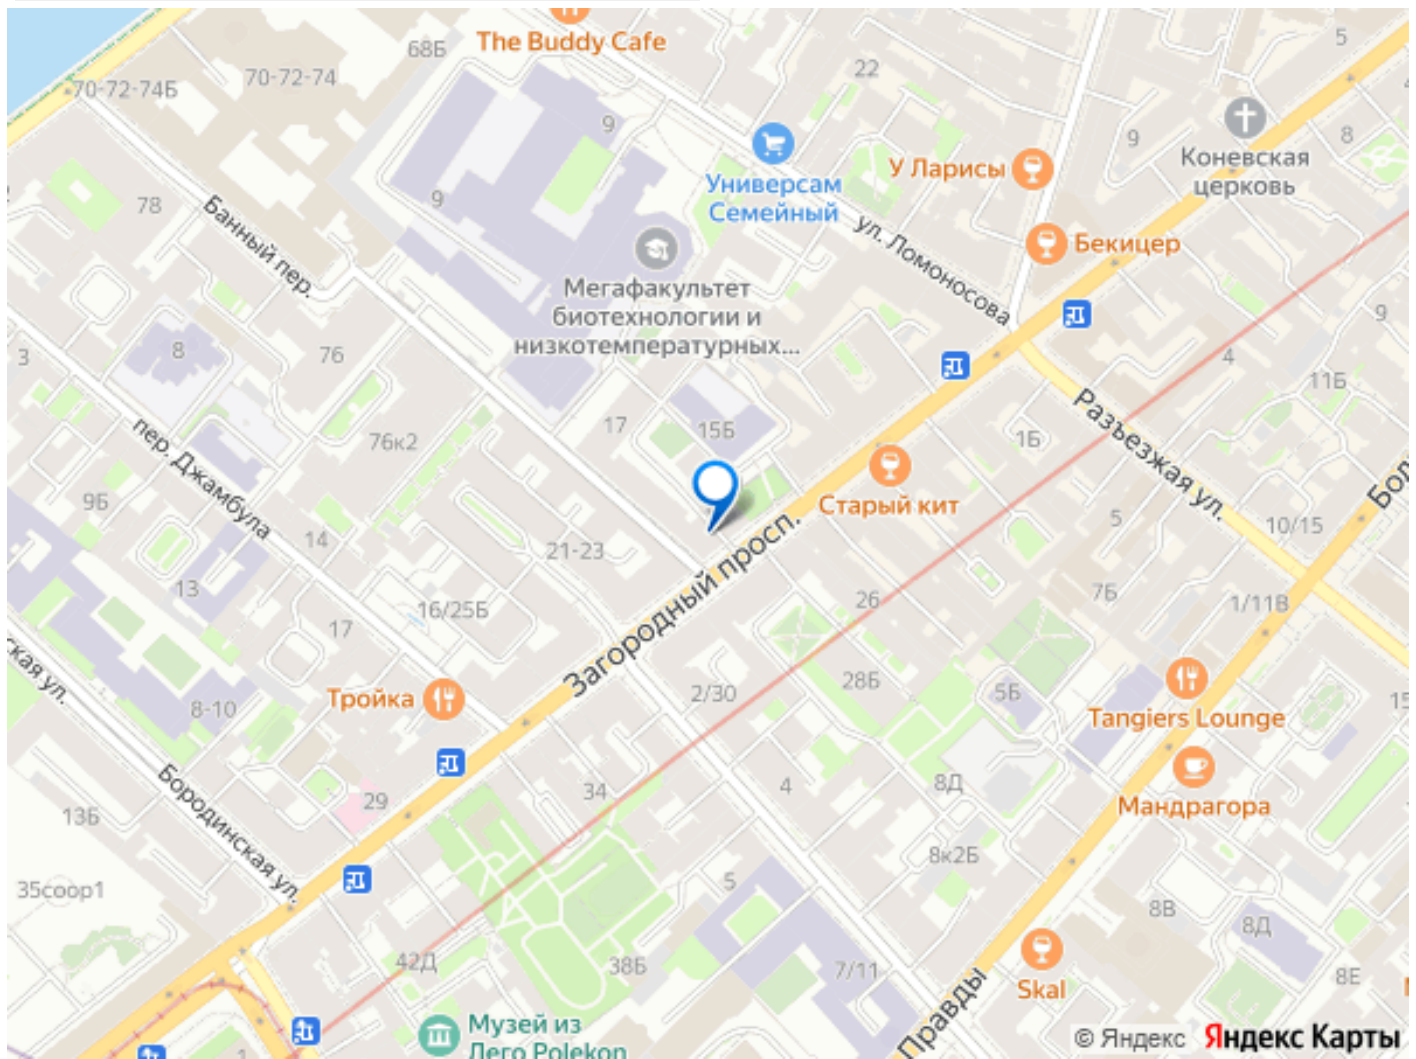 The Buddy Cafe
68Б
70-72-74
70-72-74Б
22
5
9
9
8
Коневская
церковь
У Ларисы
Универсам
Семейный
9
78
Банный пер.
ул. Ломоносова
Бекицер
Мегафакультет
биотехнологии и
низкотемпературных...
9
3
8
76
4
11Б
76к2
17
15Б
1Б
Разъезжая ул.
пер. Джамбула
9Б
Старый кит
5
10/15
14
21-23
Загородный просп.
13
16/25Б
26
7Б
1/11В
17
Тройка
2/30
28Б
5Б
8-10
Tangiers Lounge
15
ская ул.
Бородинская ул.
13Б
29
34
4
8Д
Мандрагора
8к2Б
35соор1
5
8В
8Д
42Д
38Б
7/11
Правды
Skal
8Е
Музей из
Лего Polekon
1
© Яндекс Яндекс Карты